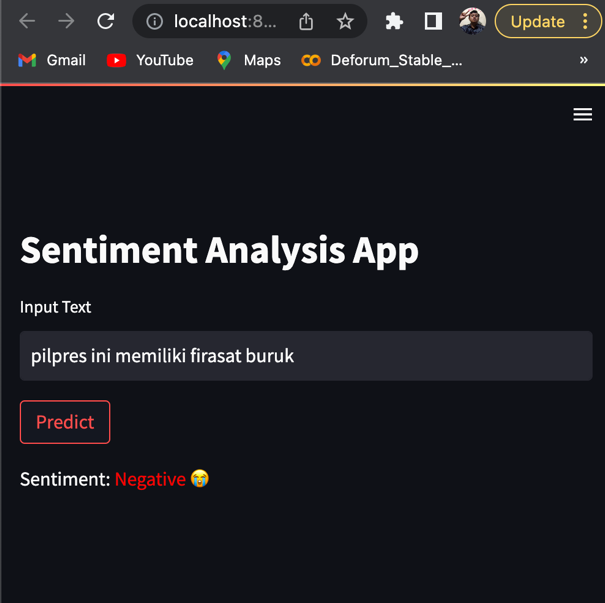 localhost:8...
Update
Gmail YouTube Maps Deforum_Stable_... »
Sentiment Analysis App
Input Text
pilpres ini memiliki firasat buruk
Predict
Sentiment: Negative 😭